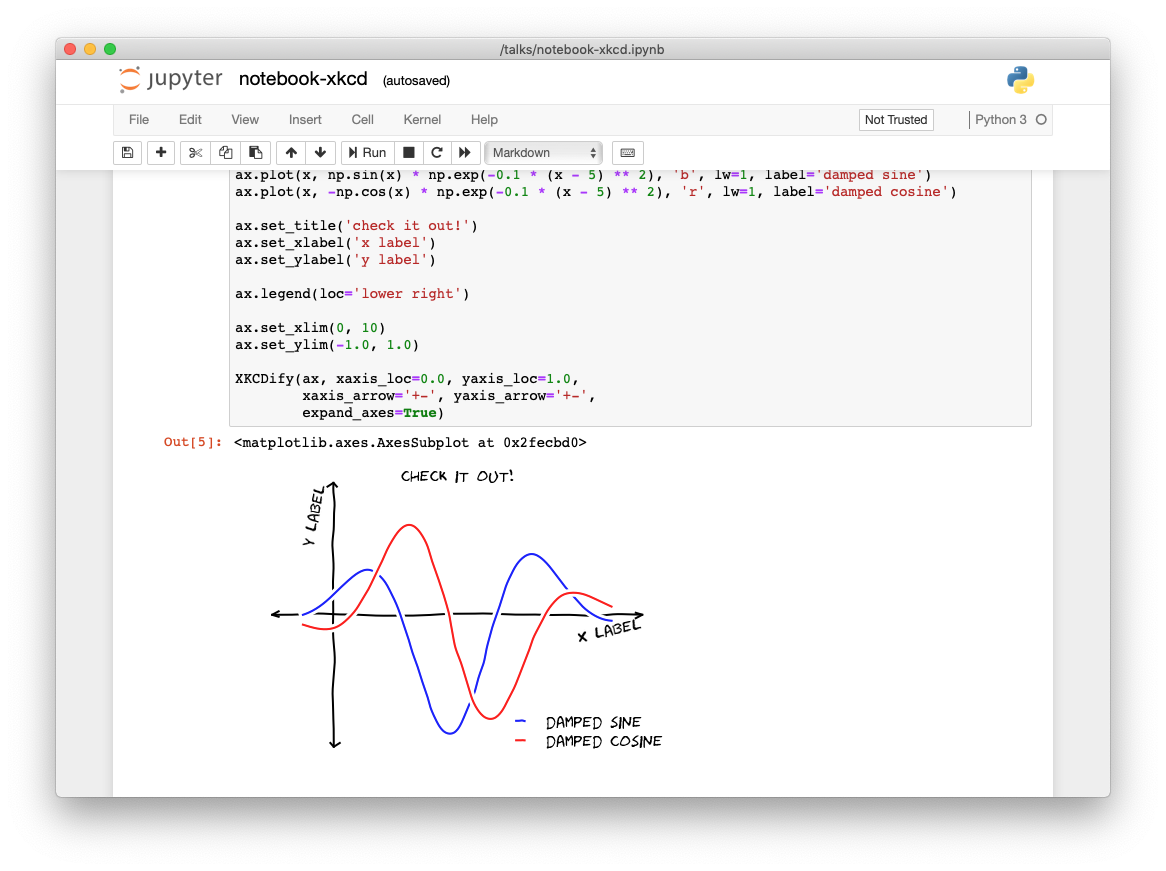 /talks/notebook-xkcd.ipynb
jupyter notebook-xkcd (autosaved)
File Edit View Insert Cell Kernel Help Not Trusted Python 3
Run Markdown
ax.plot(x, np.sin(x) * np.exp(-0.1 * (x - 5) ** 2), 'b', lw=1, label='damped sine')
ax.plot(x, -np.cos(x) * np.exp(-0.1 * (x - 5) ** 2), 'r', lw=1, label='damped cosine')
ax.set_title('check it out!')
ax.set_xlabel('x label')
ax.set_ylabel('y label')
ax.legend(loc='lower right')
ax.set_xlim(0, 10)
ax.set_ylim(-1.0, 1.0)
XKCDify(ax, xaxis_loc=0.0, yaxis_loc=1.0,
xaxis_arrow='+-', yaxis_arrow='+-',
expand_axes=True)
Out[5]: <matplotlib.axes.AxesSubplot at 0x2fecbd0>
CHECK IT OUT!
Y LABEL
X LABEL
DAMPED SINE
DAMPED COSINE